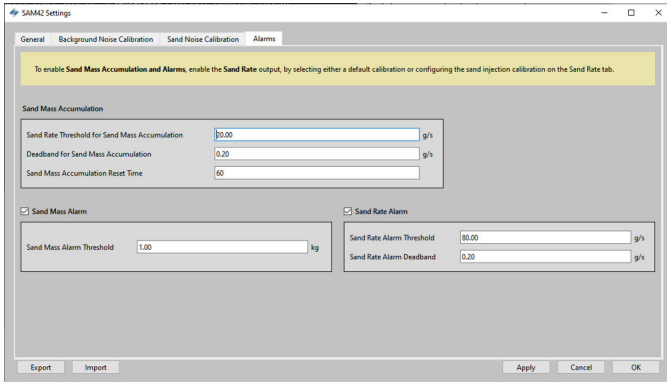 SAM42 Settings
General Background Noise Calibration Sand Noise Calibration Alarms
To enable Sand Mass Accumulation and Alarms, enable the Sand Rate output, by selecting either a default calibration or configuring the sand injection calibration on the Sand Rate tab.
Sand Mass Accumulation
Sand Rate Threshold for Sand Mass Accumulation 20.00 g/s
Deadband for Sand Mass Accumulation 0.20 g/s
Sand Mass Accumulation Reset Time 60
Sand Mass Alarm
Sand Mass Alarm Threshold 1.00 kg
Sand Rate Alarm
Sand Rate Alarm Threshold 80.00 g/s
Sand Rate Alarm Deadband 0.20 g/s
Export Import Apply Cancel OK